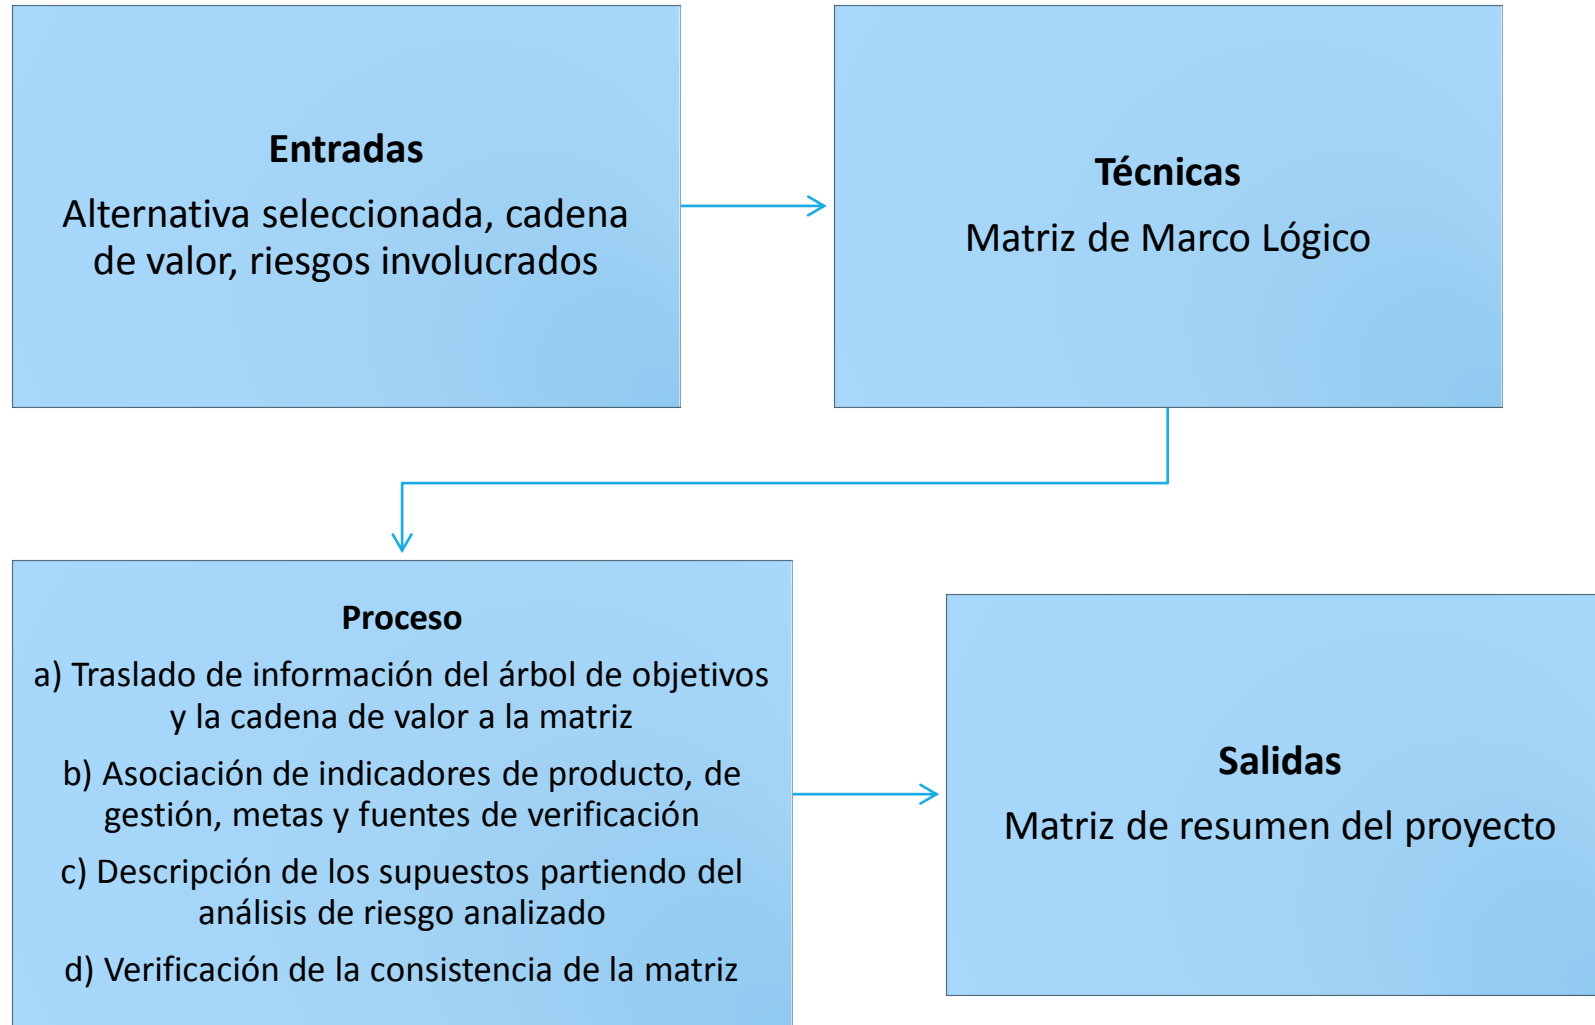 Entradas
Alternativa seleccionada, cadena
de valor, riesgos involucrados
Técnicas
Matriz de Marco Lógico
Proceso
a) Traslado de información del árbol de objetivos
y la cadena de valor a la matriz
b) Asociación de indicadores de producto, de
gestión, metas y fuentes de verificación
c) Descripción de los supuestos partiendo del
análisis de riesgo analizado
d) Verificación de la consistencia de la matriz
Salidas
Matriz de resumen del proyecto